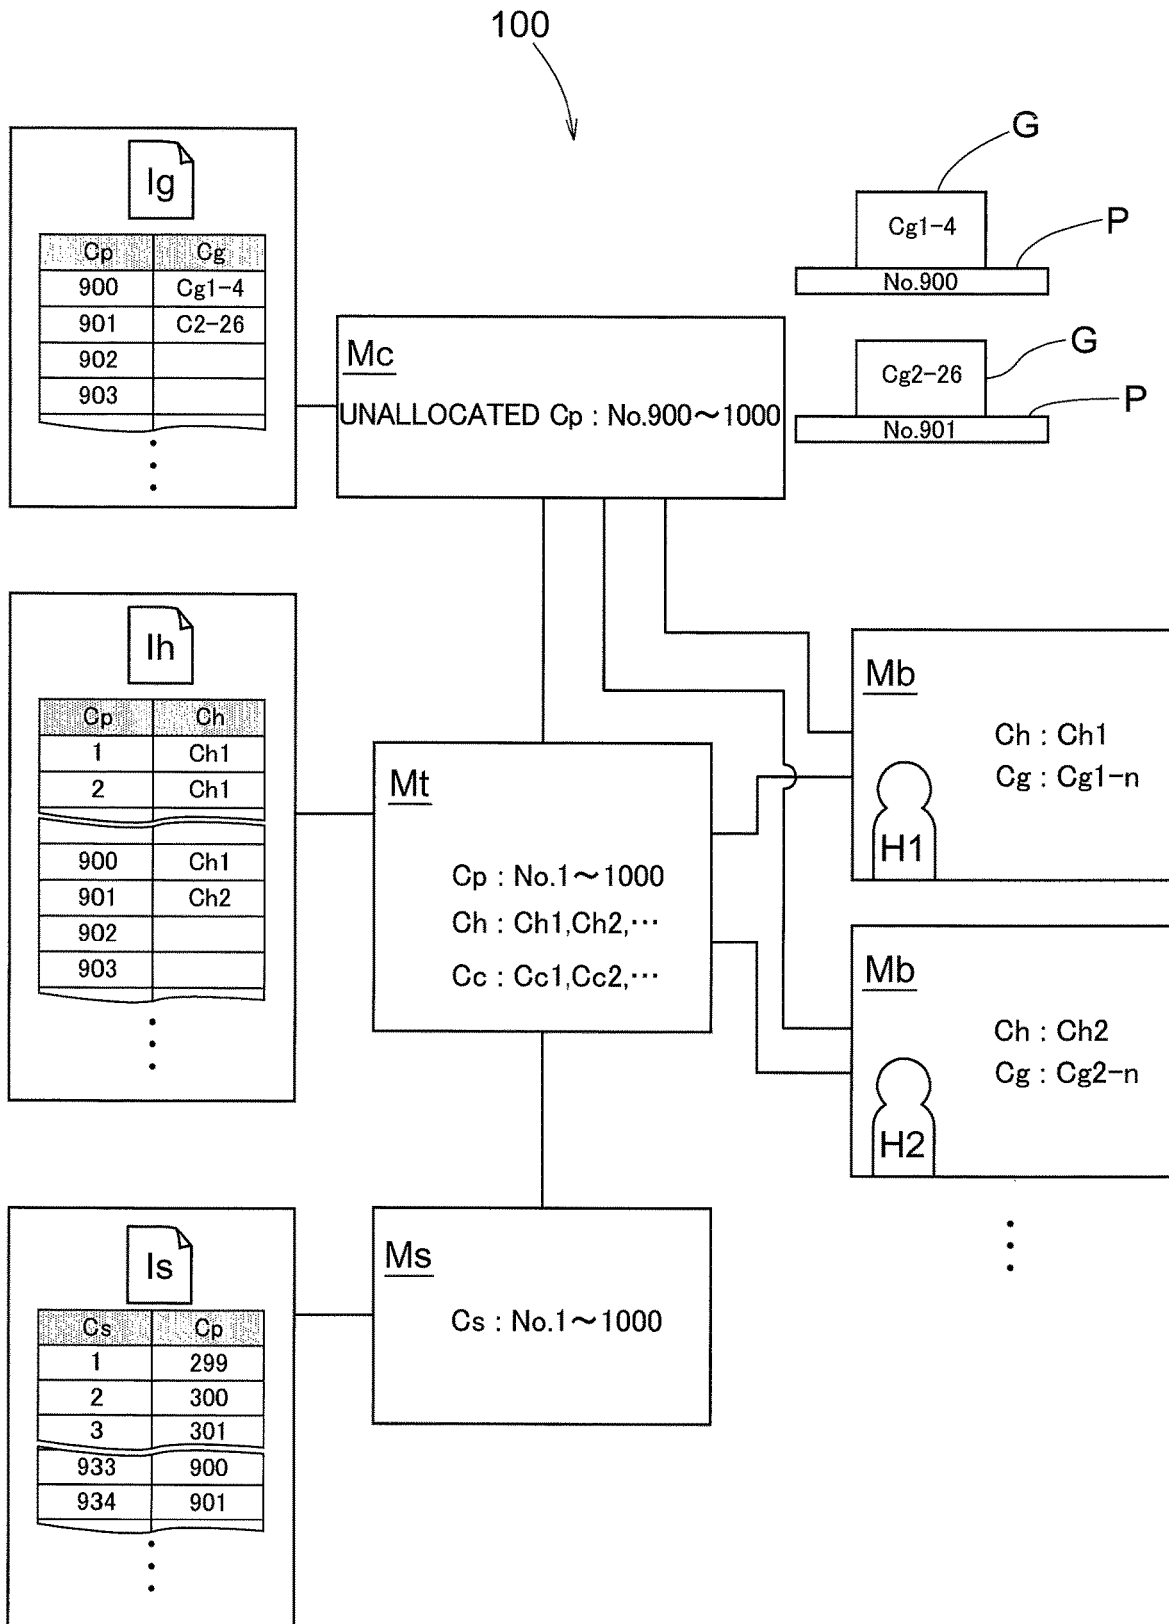 100
Ig
Cp Cg
900 Cg1-4
901 C2-26
902
903
Mc
UNALLOCATED Cp : No.900～1000
G
Cg1-4
P
No.900
G
Cg2-26
P
No.901
Ih
Cp Ch
1 Ch1
2 Ch1
900 Ch1
901 Ch2
902
903
Mt
Cp : No.1～1000
Ch : Ch1,Ch2,⋯
Cc : Cc1,Cc2,⋯
Mb
Ch : Ch1
Cg : Cg1-n
H1
Mb
Ch : Ch2
Cg : Cg2-n
H2
Is
Cs Cp
1 299
2 300
3 301
933 900
934 901
Ms
Cs : No.1～1000